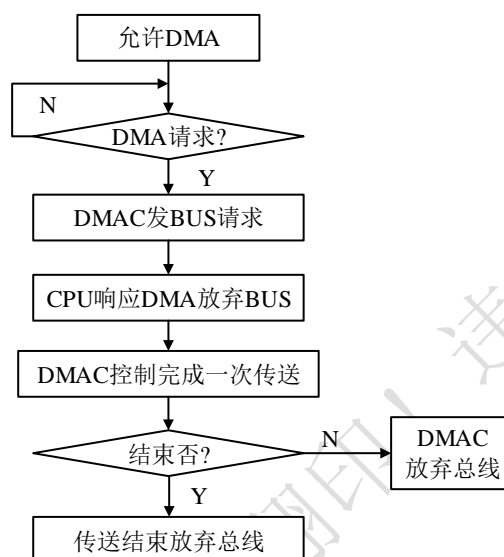 允许DMA
N
DMA请求?
Y
DMAC发BUS请求
CPU响应DMA放弃BUS
DMAC控制完成一次传送
结束否?
N
DMAC
放弃总线
Y
传送结束放弃总线
翻印！违